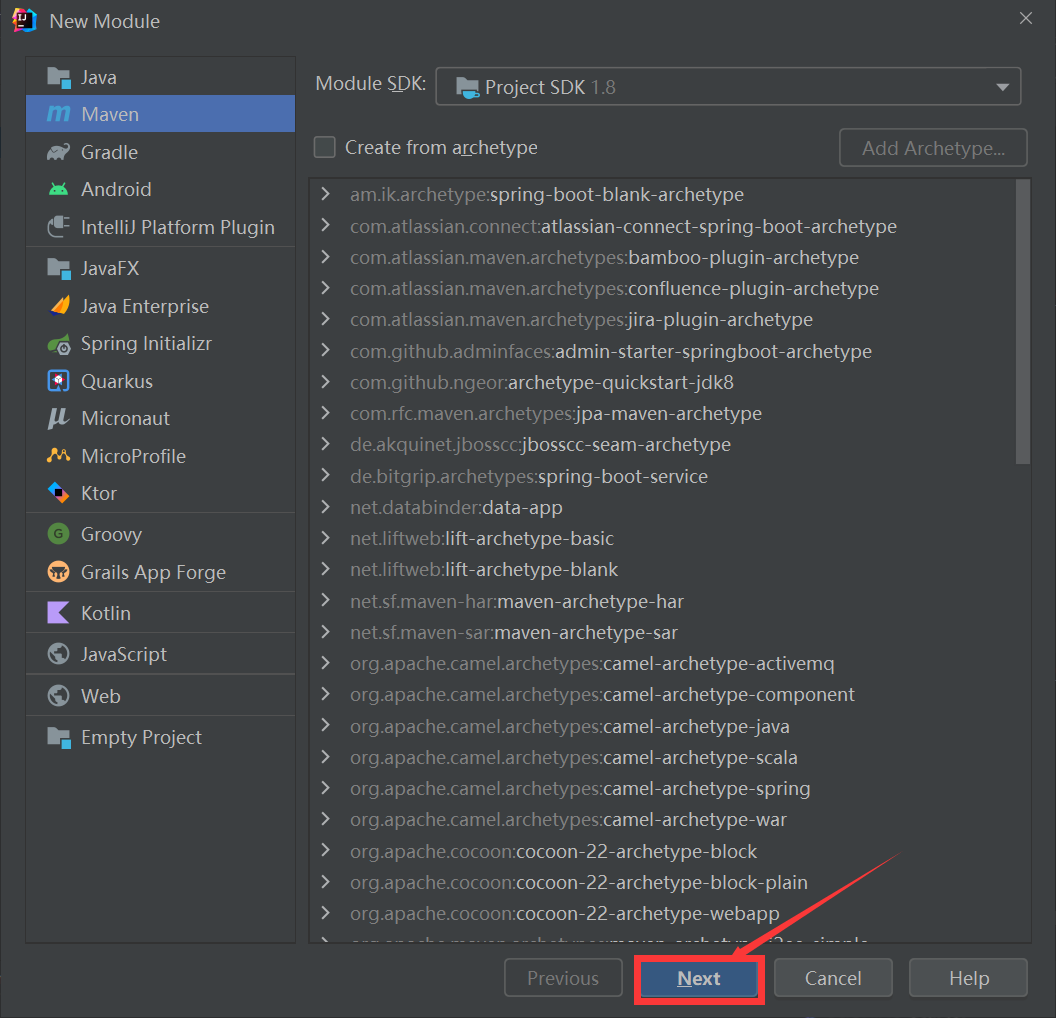 New Module
Java
Maven
Gradle
Android
IntelliJ Platform Plugin
JavaFX
Java Enterprise
Spring Initializr
Quarkus
Micronaut
MicroProfile
Ktor
Groovy
Grails App Forge
Kotlin
JavaScript
Web
Empty Project
Module SDK: Project SDK 1.8
Create from archetype Add Archetype...
am.ik.archetype:spring-boot-blank-archetype
com.atlassian.connect:atlassian-connect-spring-boot-archetype
com.atlassian.maven.archetypes:bamboo-plugin-archetype
com.atlassian.maven.archetypes:confluence-plugin-archetype
com.atlassian.maven.archetypes:jira-plugin-archetype
com.github.adminfaces:admin-starter-springboot-archetype
com.github.ngeor:archetype-quickstart-jdk8
com.rfc.maven.archetypes:jpa-maven-archetype
de.akquinet.jbosscc:jbosscc-seam-archetype
de.bitgrip.archetypes:spring-boot-service
net.databinder:data-app
net.liftweb:lift-archetype-basic
net.liftweb:lift-archetype-blank
net.sf.maven-har:maven-archetype-har
net.sf.maven-sar:maven-archetype-sar
org.apache.camel.archetypes:camel-archetype-activemq
org.apache.camel.archetypes:camel-archetype-component
org.apache.camel.archetypes:camel-archetype-java
org.apache.camel.archetypes:camel-archetype-scala
org.apache.camel.archetypes:camel-archetype-spring
org.apache.camel.archetypes:camel-archetype-war
org.apache.cocoon:cocoon-22-archetype-block
org.apache.cocoon:cocoon-22-archetype-block-plain
org.apache.cocoon:cocoon-22-archetype-webapp
Previous Next Cancel Help